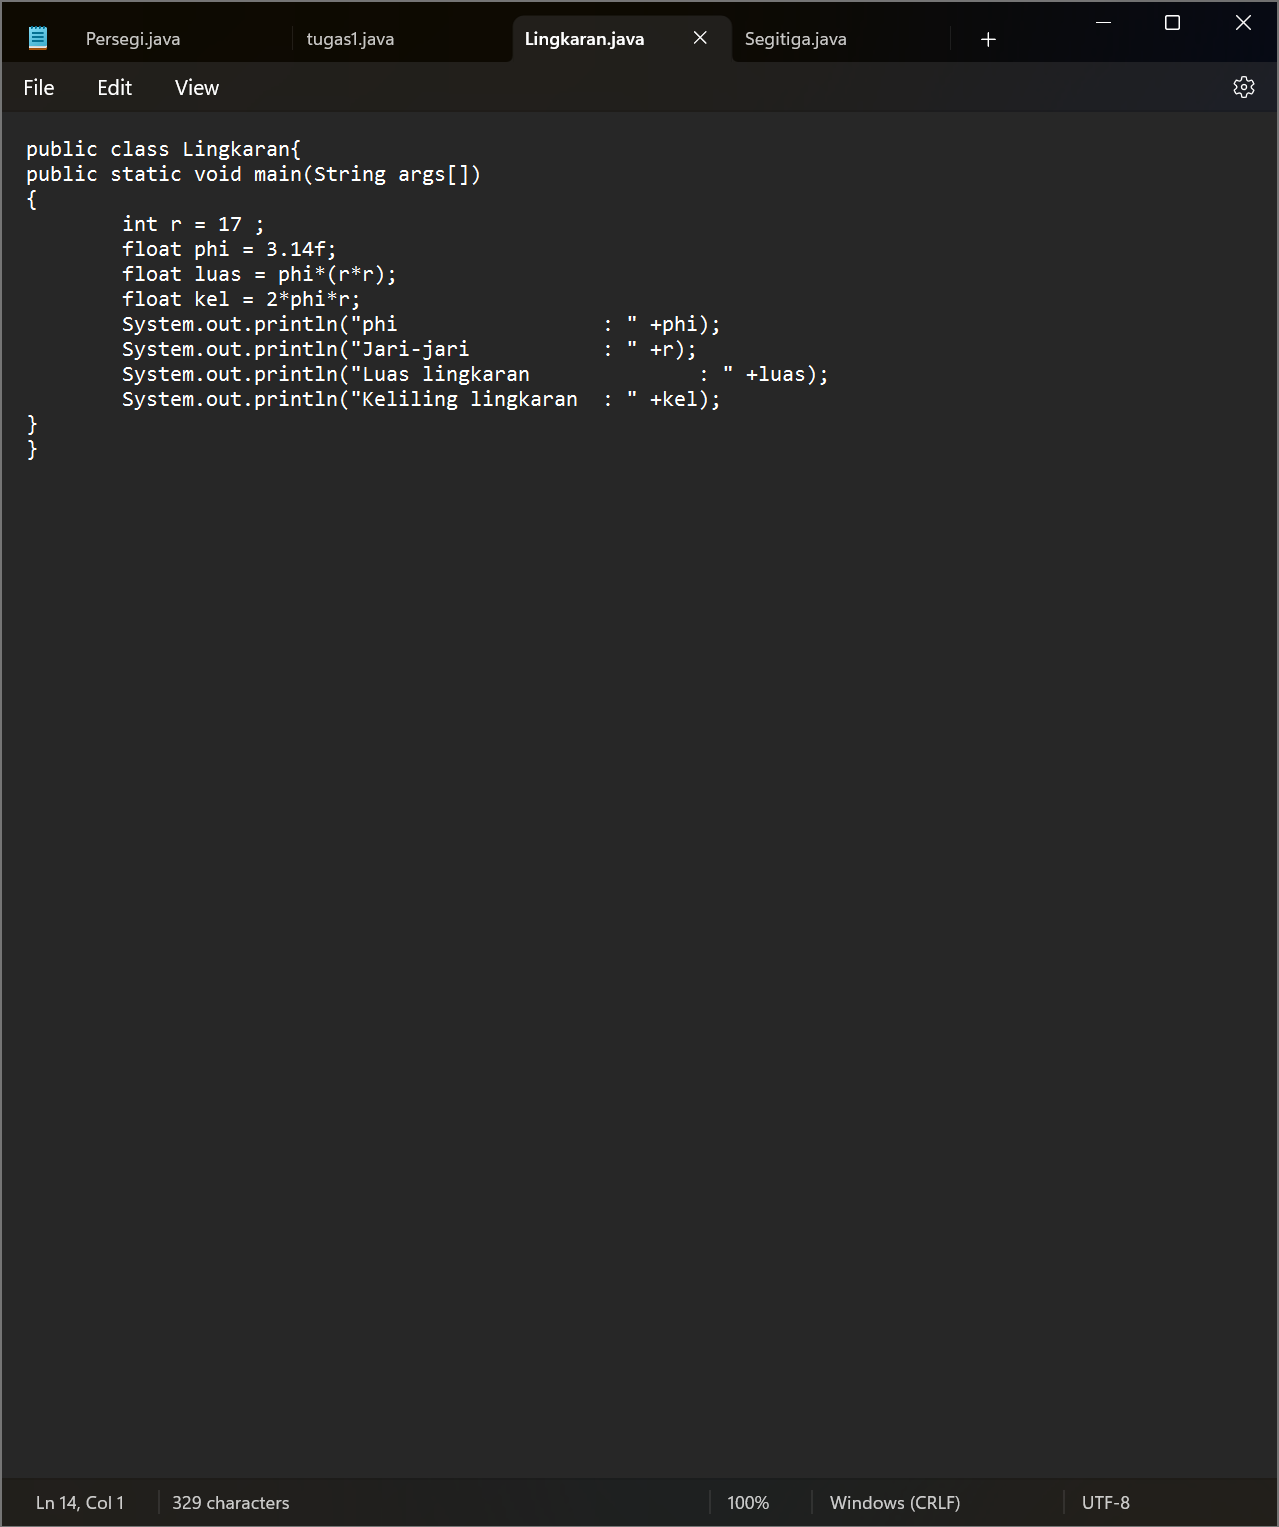 Persegi.java tugas1.java Lingkaran.java Segitiga.java
File Edit View
public class Lingkaran{
public static void main(String args[])
{
        int r = 17 ;
        float phi = 3.14f;
        float luas = phi*(r*r);
        float kel = 2*phi*r;
        System.out.println("phi                 : " +phi);
        System.out.println("Jari-jari           : " +r);
        System.out.println("Luas lingkaran              : " +luas);
        System.out.println("Keliling lingkaran  : " +kel);
}
}
Ln 14, Col 1 329 characters 100% Windows (CRLF) UTF-8